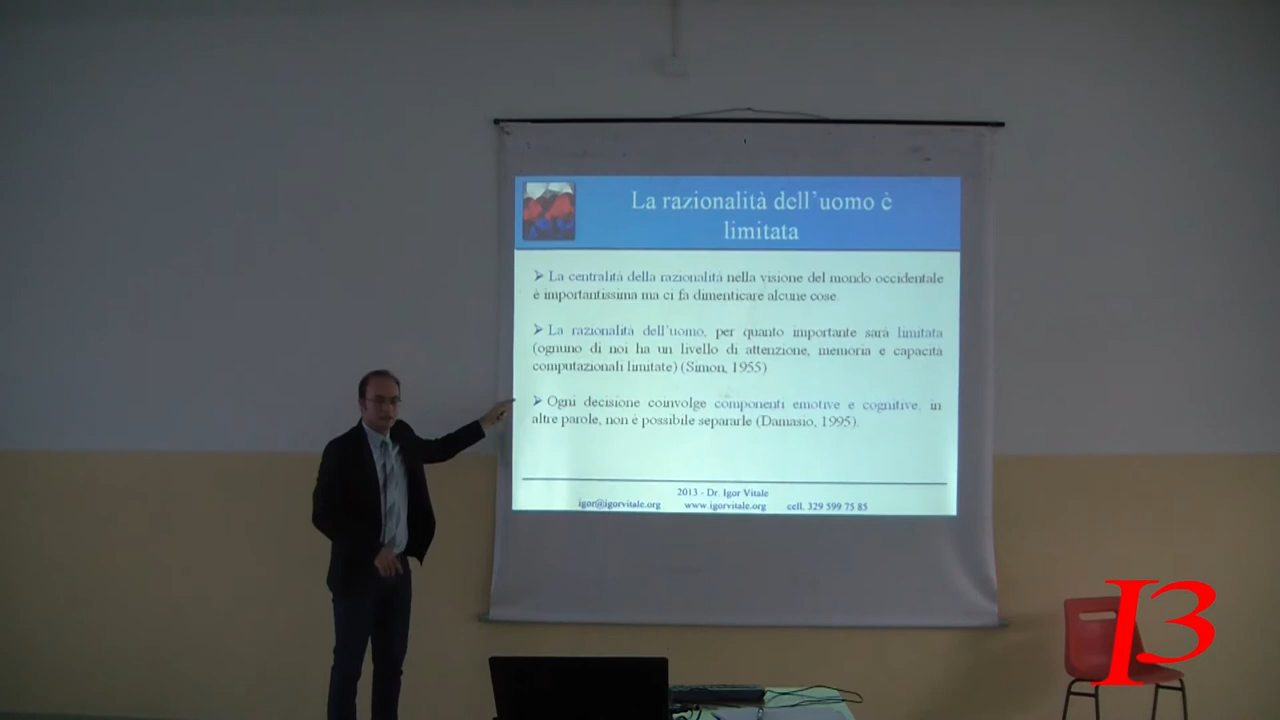 La razionalità dell'uomo è
limitata
➢ La centralità della razionalità nella visione del mondo occidentale
è importantissima ma ci fa dimenticare alcune cose.
➢ La razionalità dell'uomo, per quanto importante sarà limitata
(ognuno di noi ha un livello di attenzione, memoria e capacità
computazionali limitate) (Simon, 1955)
➢ Ogni decisione coinvolge componenti emotive e cognitive, in
altre parole, non è possibile separarle (Damasio, 1995).
2013 - Dr. Igor Vitale
igor@igorvitale.org www.igorvitale.org cell. 329 599 75 85
13